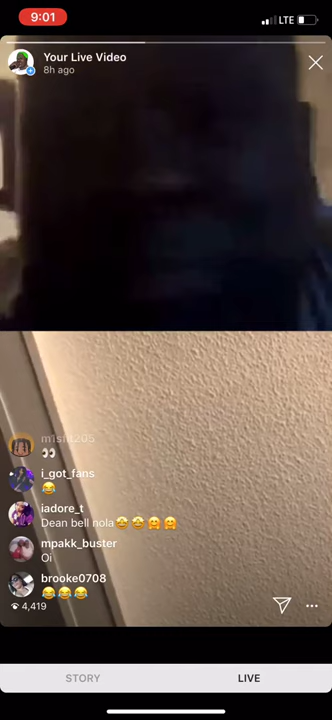 9:01
LTE
Your Live Video
8h ago
m1sfit205
👀
i_got_fans
😂
iadore_t
Dean bell nola🤩🤩🤗🤗
mpakk_buster
Oi
brooke0708
😂😂😂
4,419
STORY
LIVE